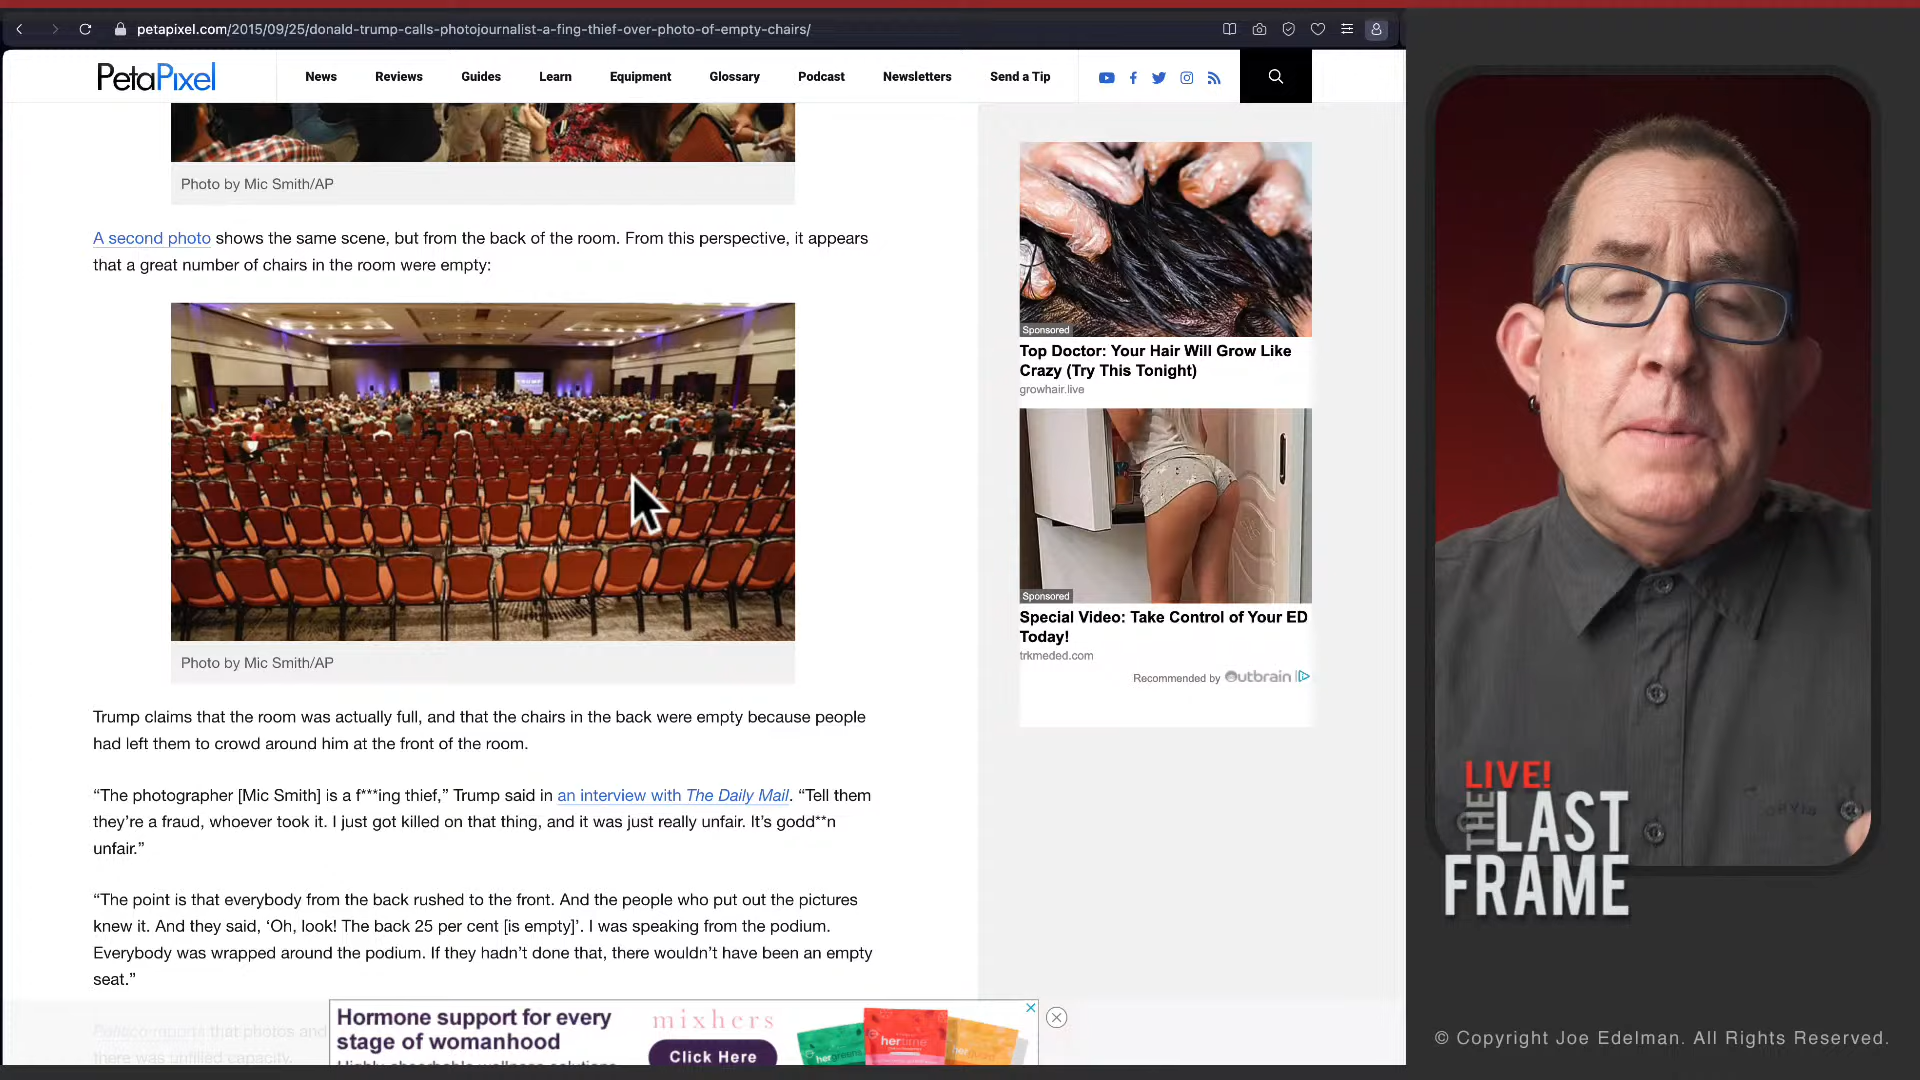 petapixel.com/2015/09/25/donald-trump-calls-photojournalist-a-fing-thief-over-photo-of-empty-chairs/
PetaPixel
News Reviews Guides Learn Equipment Glossary Podcast Newsletters Send a Tip
Photo by Mic Smith/AP
A second photo shows the same scene, but from the back of the room. From this perspective, it appears
that a great number of chairs in the room were empty:
Photo by Mic Smith/AP
Trump claims that the room was actually full, and that the chairs in the back were empty because people
had left them to crowd around him at the front of the room.
“The photographer [Mic Smith] is a f***ing thief,” Trump said in an interview with The Daily Mail. “Tell them
they’re a fraud, whoever took it. I just got killed on that thing, and it was just really unfair. It’s godd**n
unfair.”
“The point is that everybody from the back rushed to the front. And the people who put out the pictures
knew it. And they said, ‘Oh, look! The back 25 per cent [is empty]’. I was speaking from the podium.
Everybody was wrapped around the podium. If they hadn’t done that, there wouldn’t have been an empty
seat.”
Politico reports that photos and
there was unfilled capacity.
Sponsored
Top Doctor: Your Hair Will Grow Like
Crazy (Try This Tonight)
growhair.live
Sponsored
Special Video: Take Control of Your ED
Today!
trkmeded.com
Recommended by Outbrain
Hormone support for every
stage of womanhood
mixhers
Click Here
hergreens
hertime
LIVE!
THE LAST
FRAME
© Copyright Joe Edelman. All Rights Reserved.